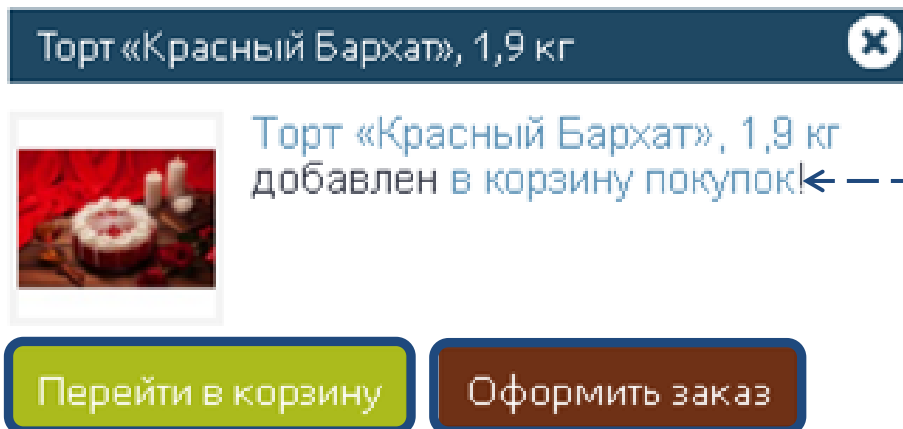 Торт «Красный Бархат», 1,9 кг
Торт «Красный Бархат», 1,9 кг
добавлен в корзину покупок!
Перейти в корзину
Оформить заказ